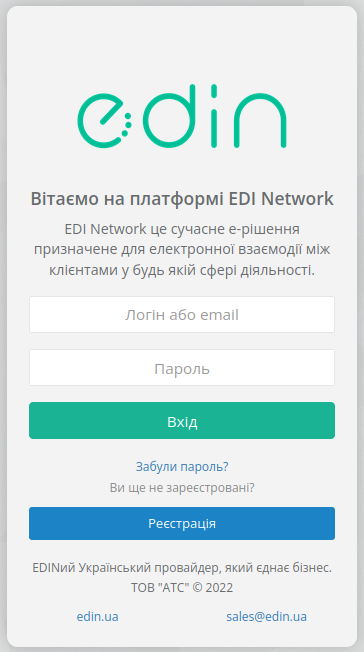 edin
Вітаємо на платформі EDI Network
EDI Network це сучасне е-рішення
призначене для електронної взаємодії між
клієнтами у будь якій сфері діяльності.
Логін або email
Пароль
Вхід
Забули пароль?
Ви ще не зареєстровані?
Реєстрація
EDINий Український провайдер, який єднає бізнес.
ТОВ "АТС" © 2022
edin.ua sales@edin.ua